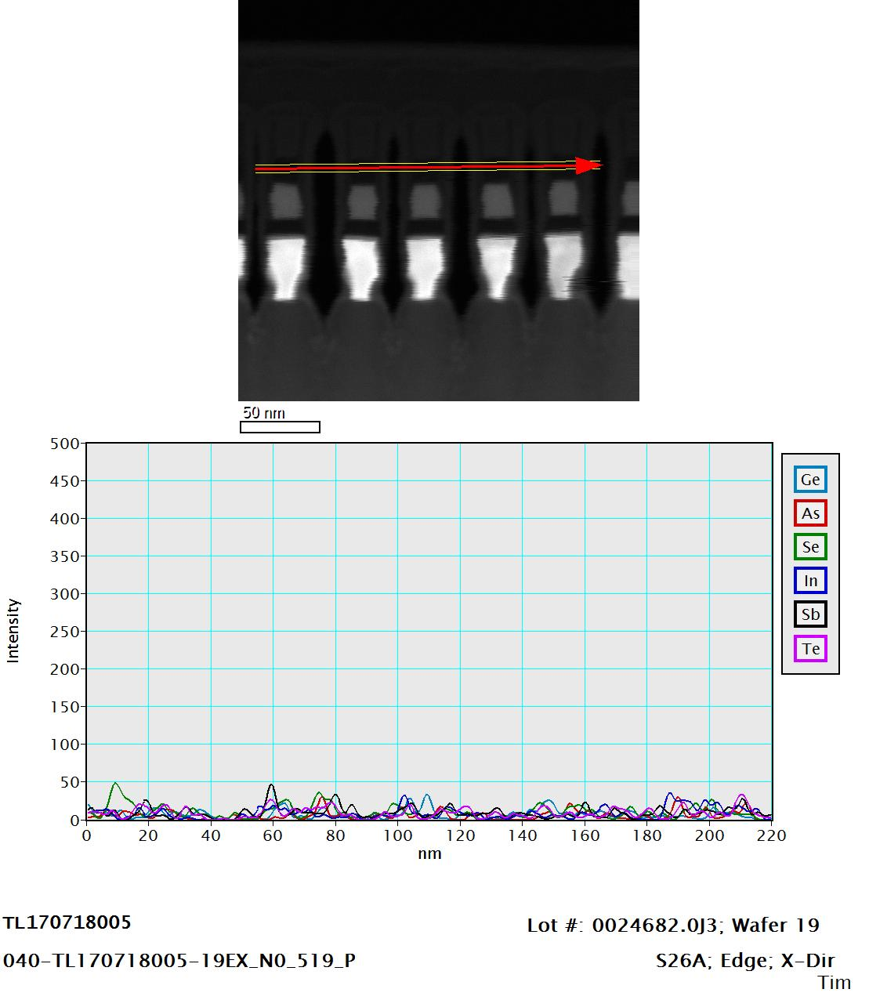 50 nm
500
450
400
350
300
250
200
150
100
50
0
Intensity
0 20 40 60 80 100 120 140 160 180 200 220
nm
Ge
As
Se
In
Sb
Te
TL170718005
Lot #: 0024682.0J3; Wafer 19
040-TL170718005-19EX_N0_519_P
S26A; Edge; X-Dir
Tim